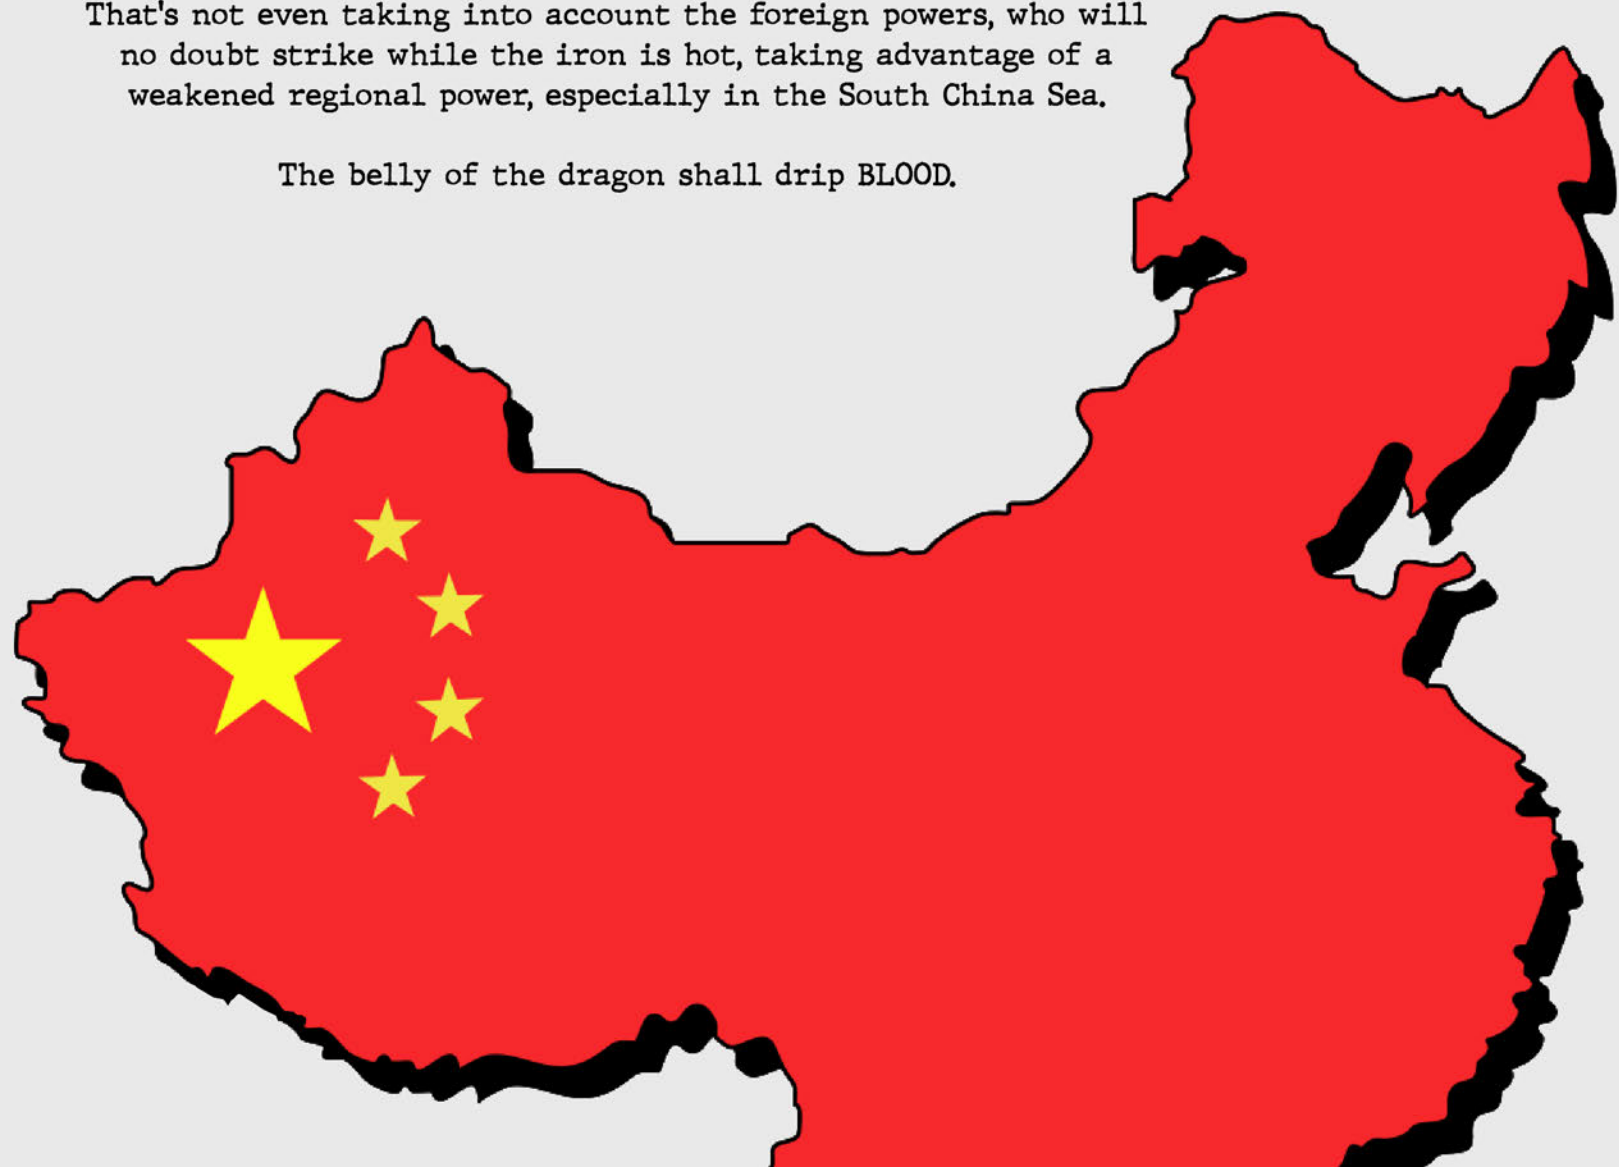 That's not even taking into account the foreign powers, who will
no doubt strike while the iron is hot, taking advantage of a
weakened regional power, especially in the South China Sea.
The belly of the dragon shall drip BLOOD.